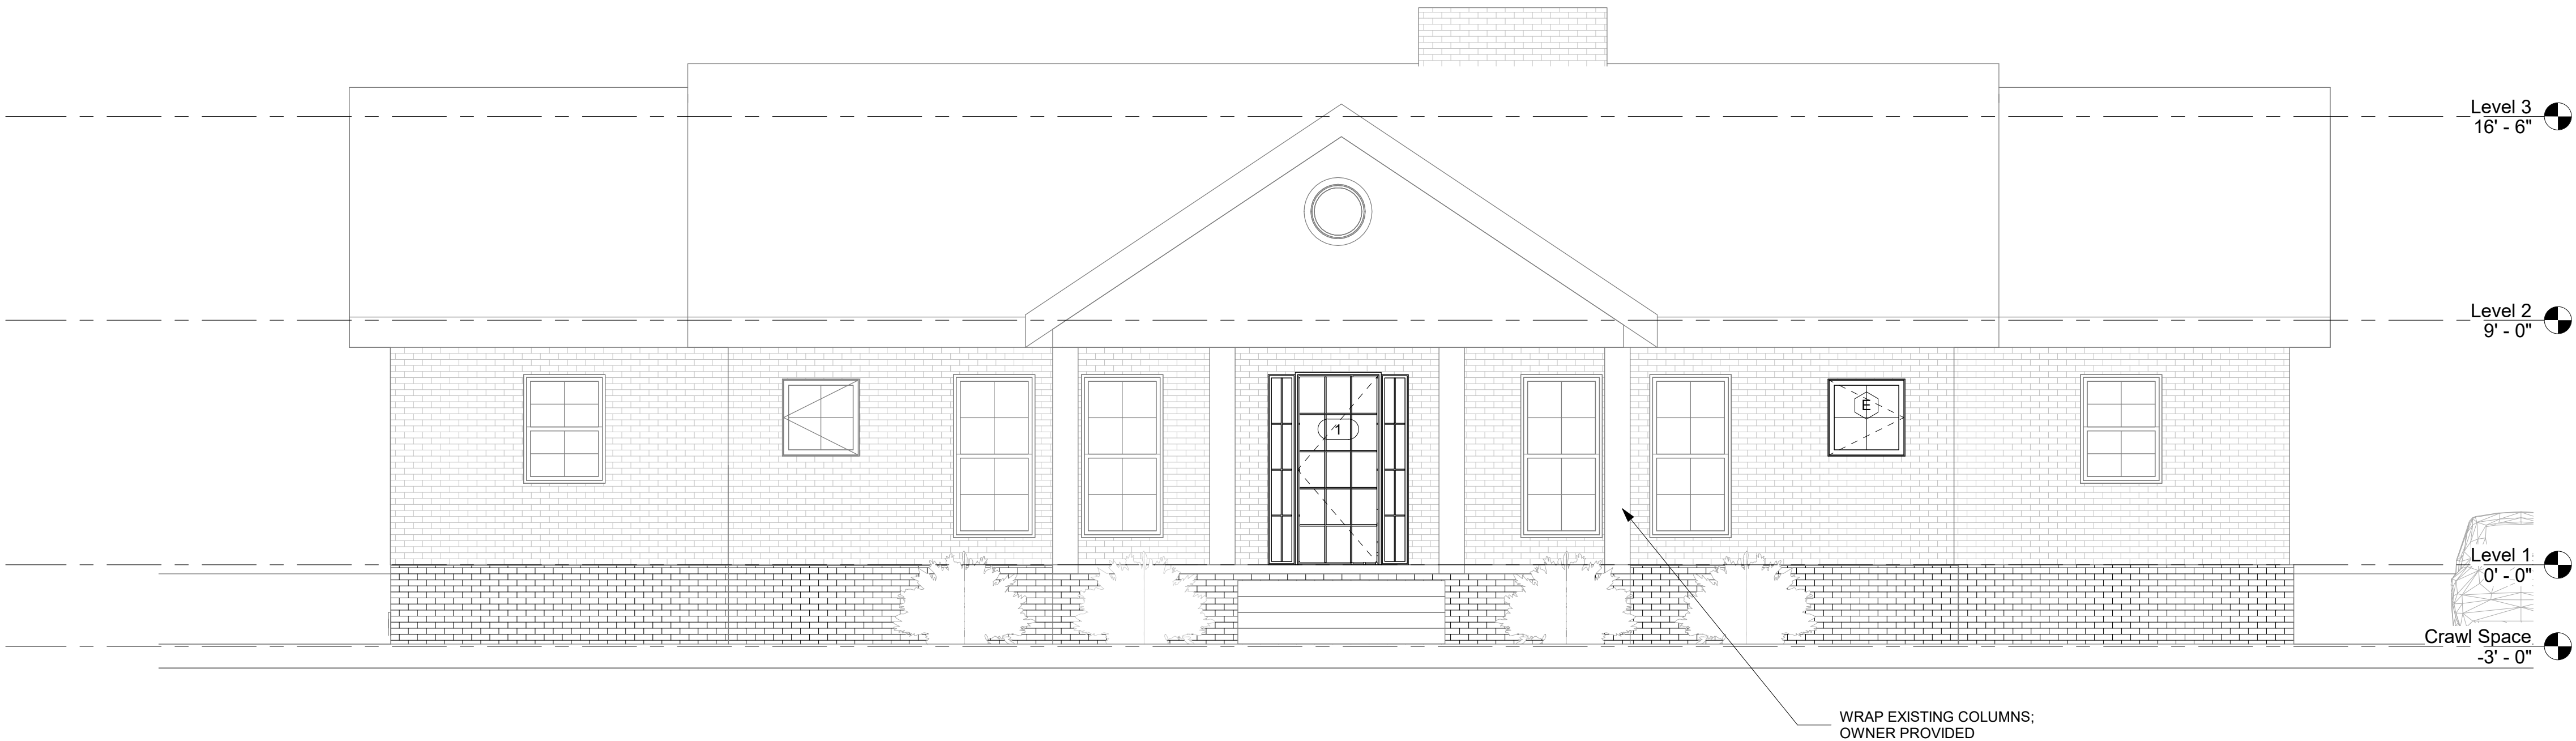 Level 3
16' - 6"
Level 2
9' - 0"
E
1
Level 1
0' - 0"
Crawl Space
-3' - 0"
WRAP EXISTING COLUMNS;
OWNER PROVIDED